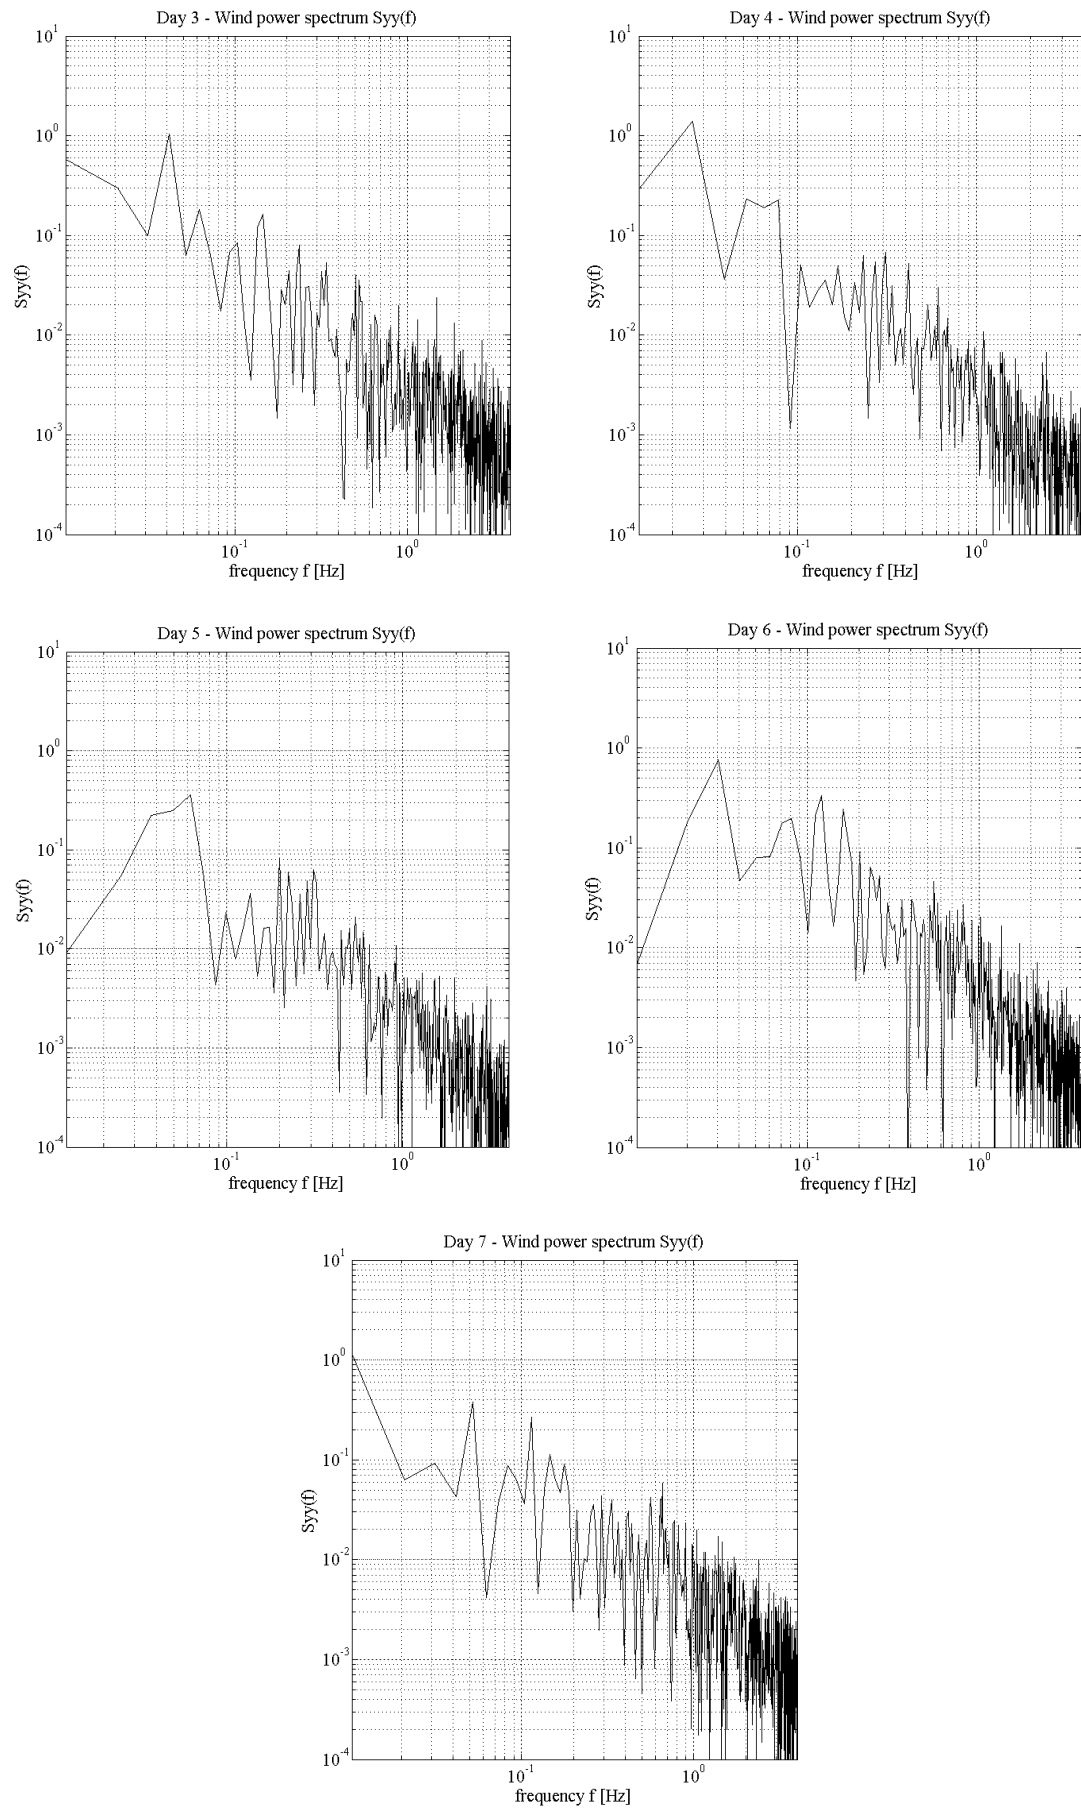 Day 3 - Wind power spectrum Syy(f)
10^1
10^0
10^-1
10^-2
10^-3
10^-4
Syy(f)
10^-1 10^0
frequency f [Hz]
Day 4 - Wind power spectrum Syy(f)
10^1
10^0
10^-1
10^-2
10^-3
10^-4
Syy(f)
10^-1 10^0
frequency f [Hz]
Day 5 - Wind power spectrum Syy(f)
10^1
10^0
10^-1
10^-2
10^-3
10^-4
Syy(f)
10^-1 10^0
frequency f [Hz]
Day 6 - Wind power spectrum Syy(f)
10^1
10^0
10^-1
10^-2
10^-3
10^-4
Syy(f)
10^-1 10^0
frequency f [Hz]
Day 7 - Wind power spectrum Syy(f)
10^1
10^0
10^-1
10^-2
10^-3
10^-4
Syy(f)
10^-1 10^0
frequency f [Hz]